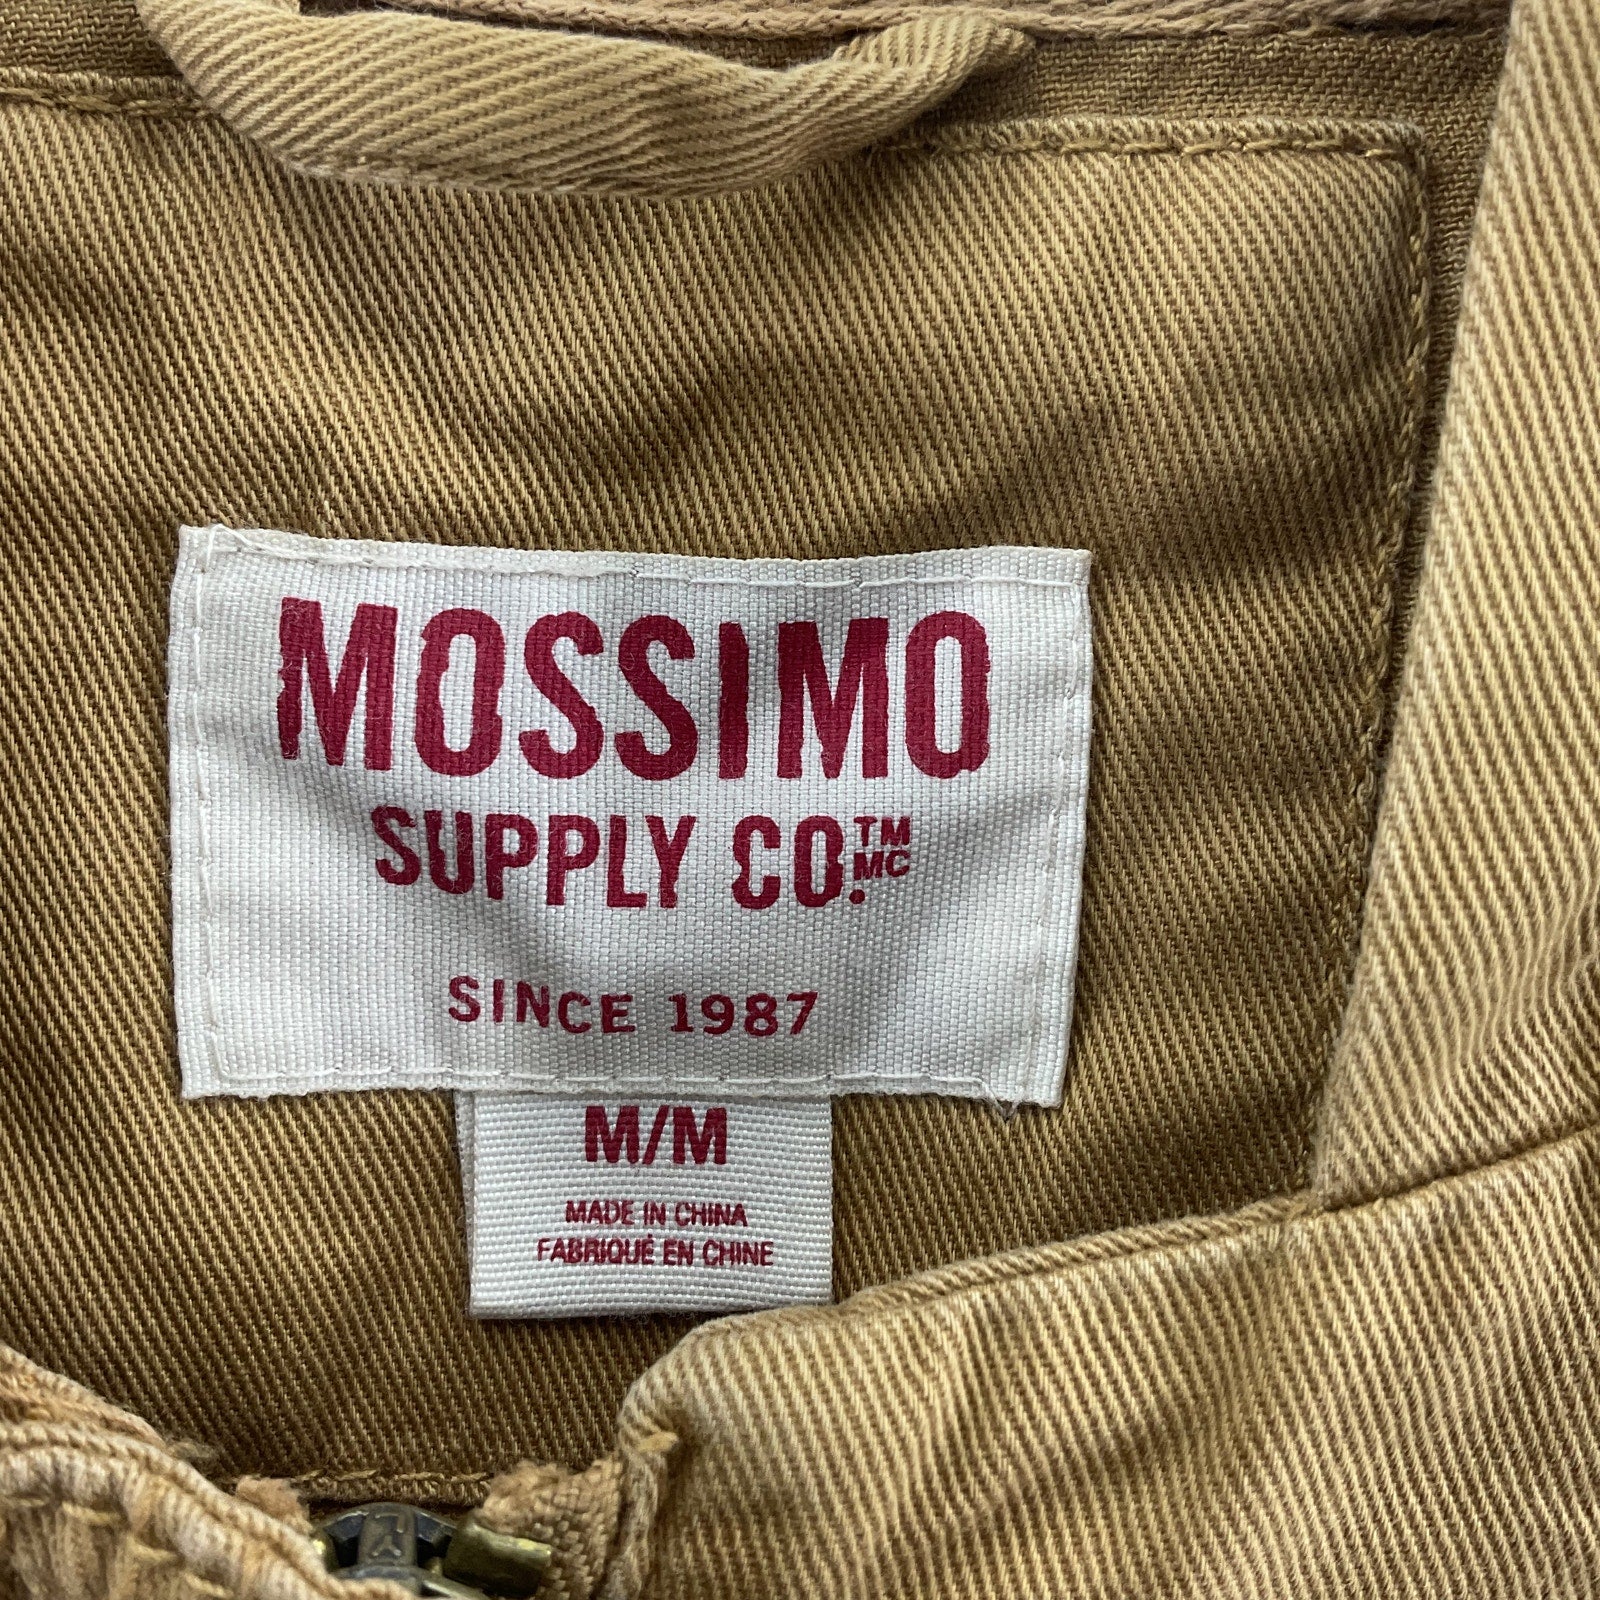 MOSSIMO
SUPPLY CO.™ MC
SINCE 1987
M/M
MADE IN CHINA
FABRIQUÉ EN CHINE